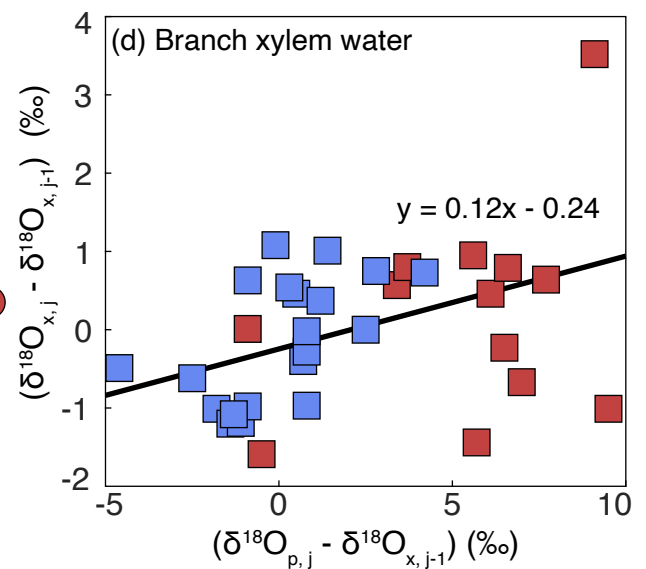 (d) Branch xylem water
4
3
2
1
0
-1
-2
(δ¹⁸Oₓ, ⱼ - δ¹⁸Oₓ, ⱼ₋₁) (‰)
y = 0.12x - 0.24
-5 0 5 10
(δ¹⁸Oₚ, ⱼ - δ¹⁸Oₓ, ⱼ₋₁) (‰)